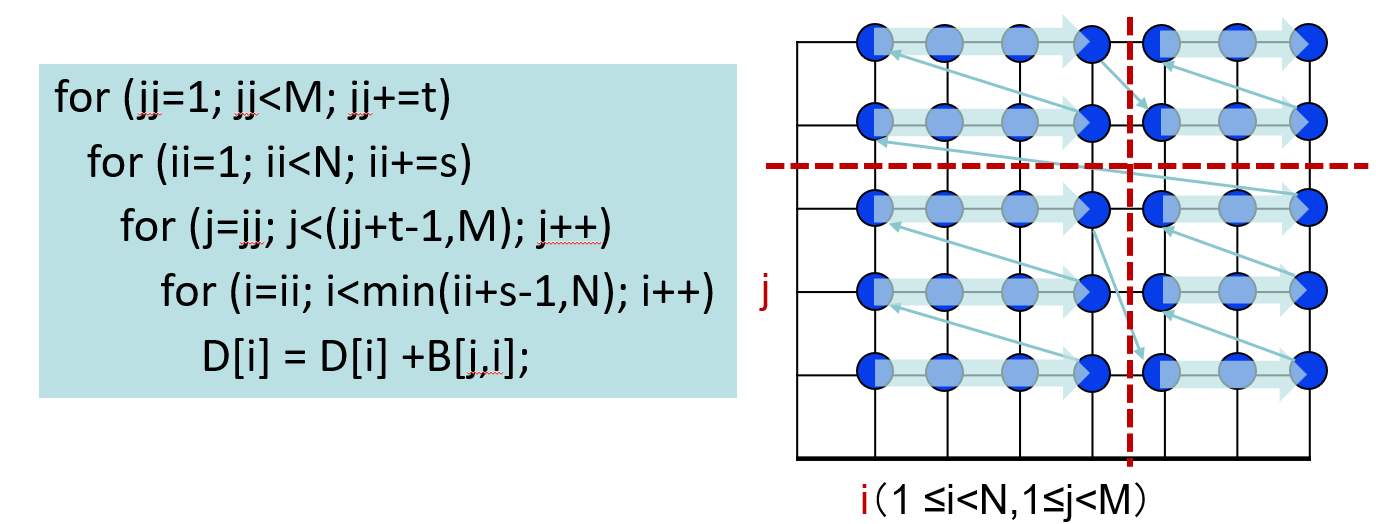 for (jj=1; jj<M; jj+=t)
for (ii=1; ii<N; ii+=s)
for (j=jj; j<(jj+t-1,M); j++)
for (i=ii; i<min(ii+s-1,N); i++)
D[i] = D[i] +B[j,i];
j
i（1 ≤i<N,1≤j<M）